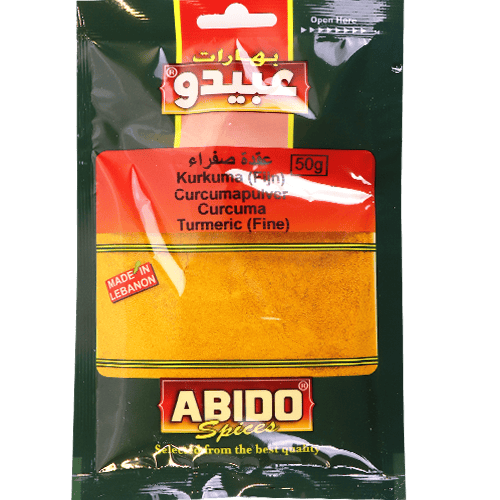 Open Here
بهارات
عبيدو®
عقدة صفراء
50g
Kurkuma (Fijn)
Curcumapulver
Curcuma
Turmeric (Fine)
MADE IN
LEBANON
ABIDO®
Spices
Selected from the best quality